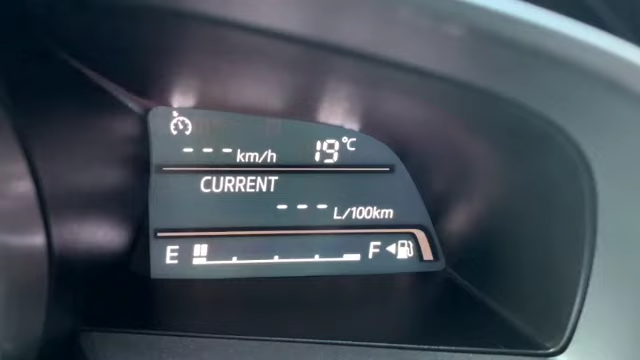 --- km/h 19°C
CURRENT
--- L/100km
E F